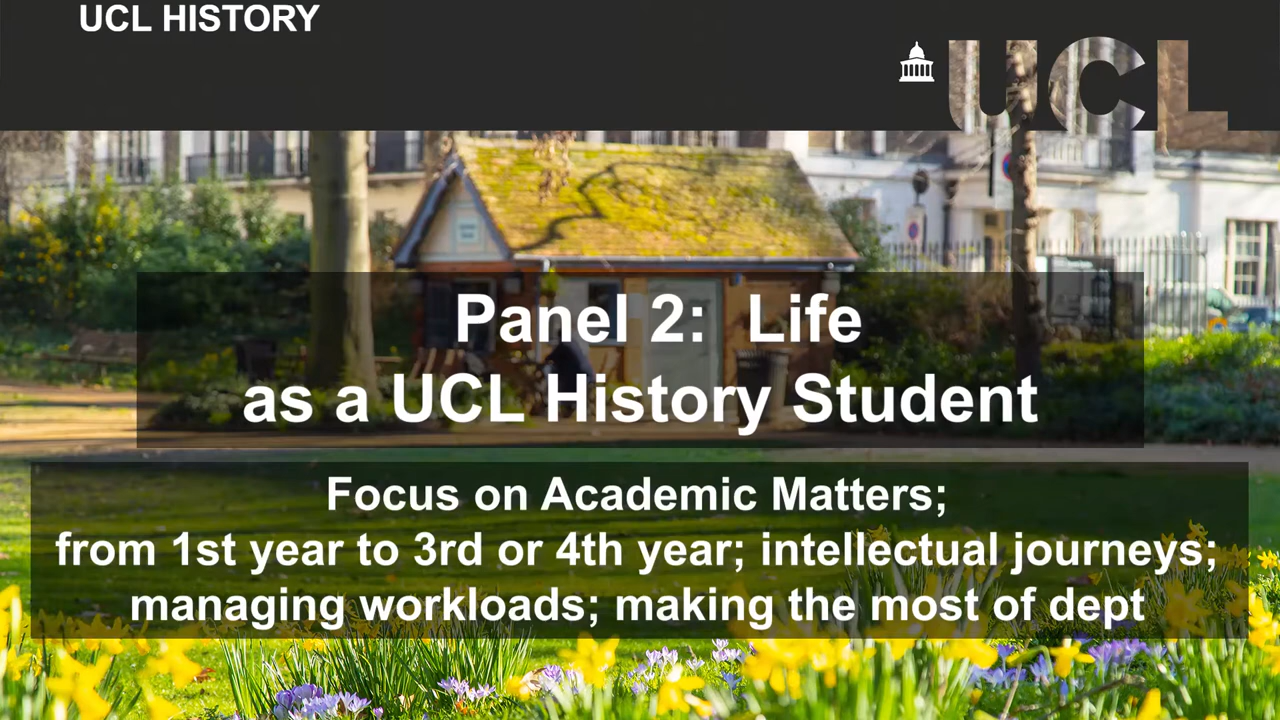 UCL HISTORY
UCL
Panel 2:  Life
as a UCL History Student
Focus on Academic Matters;
from 1st year to 3rd or 4th year; intellectual journeys;
managing workloads; making the most of dept